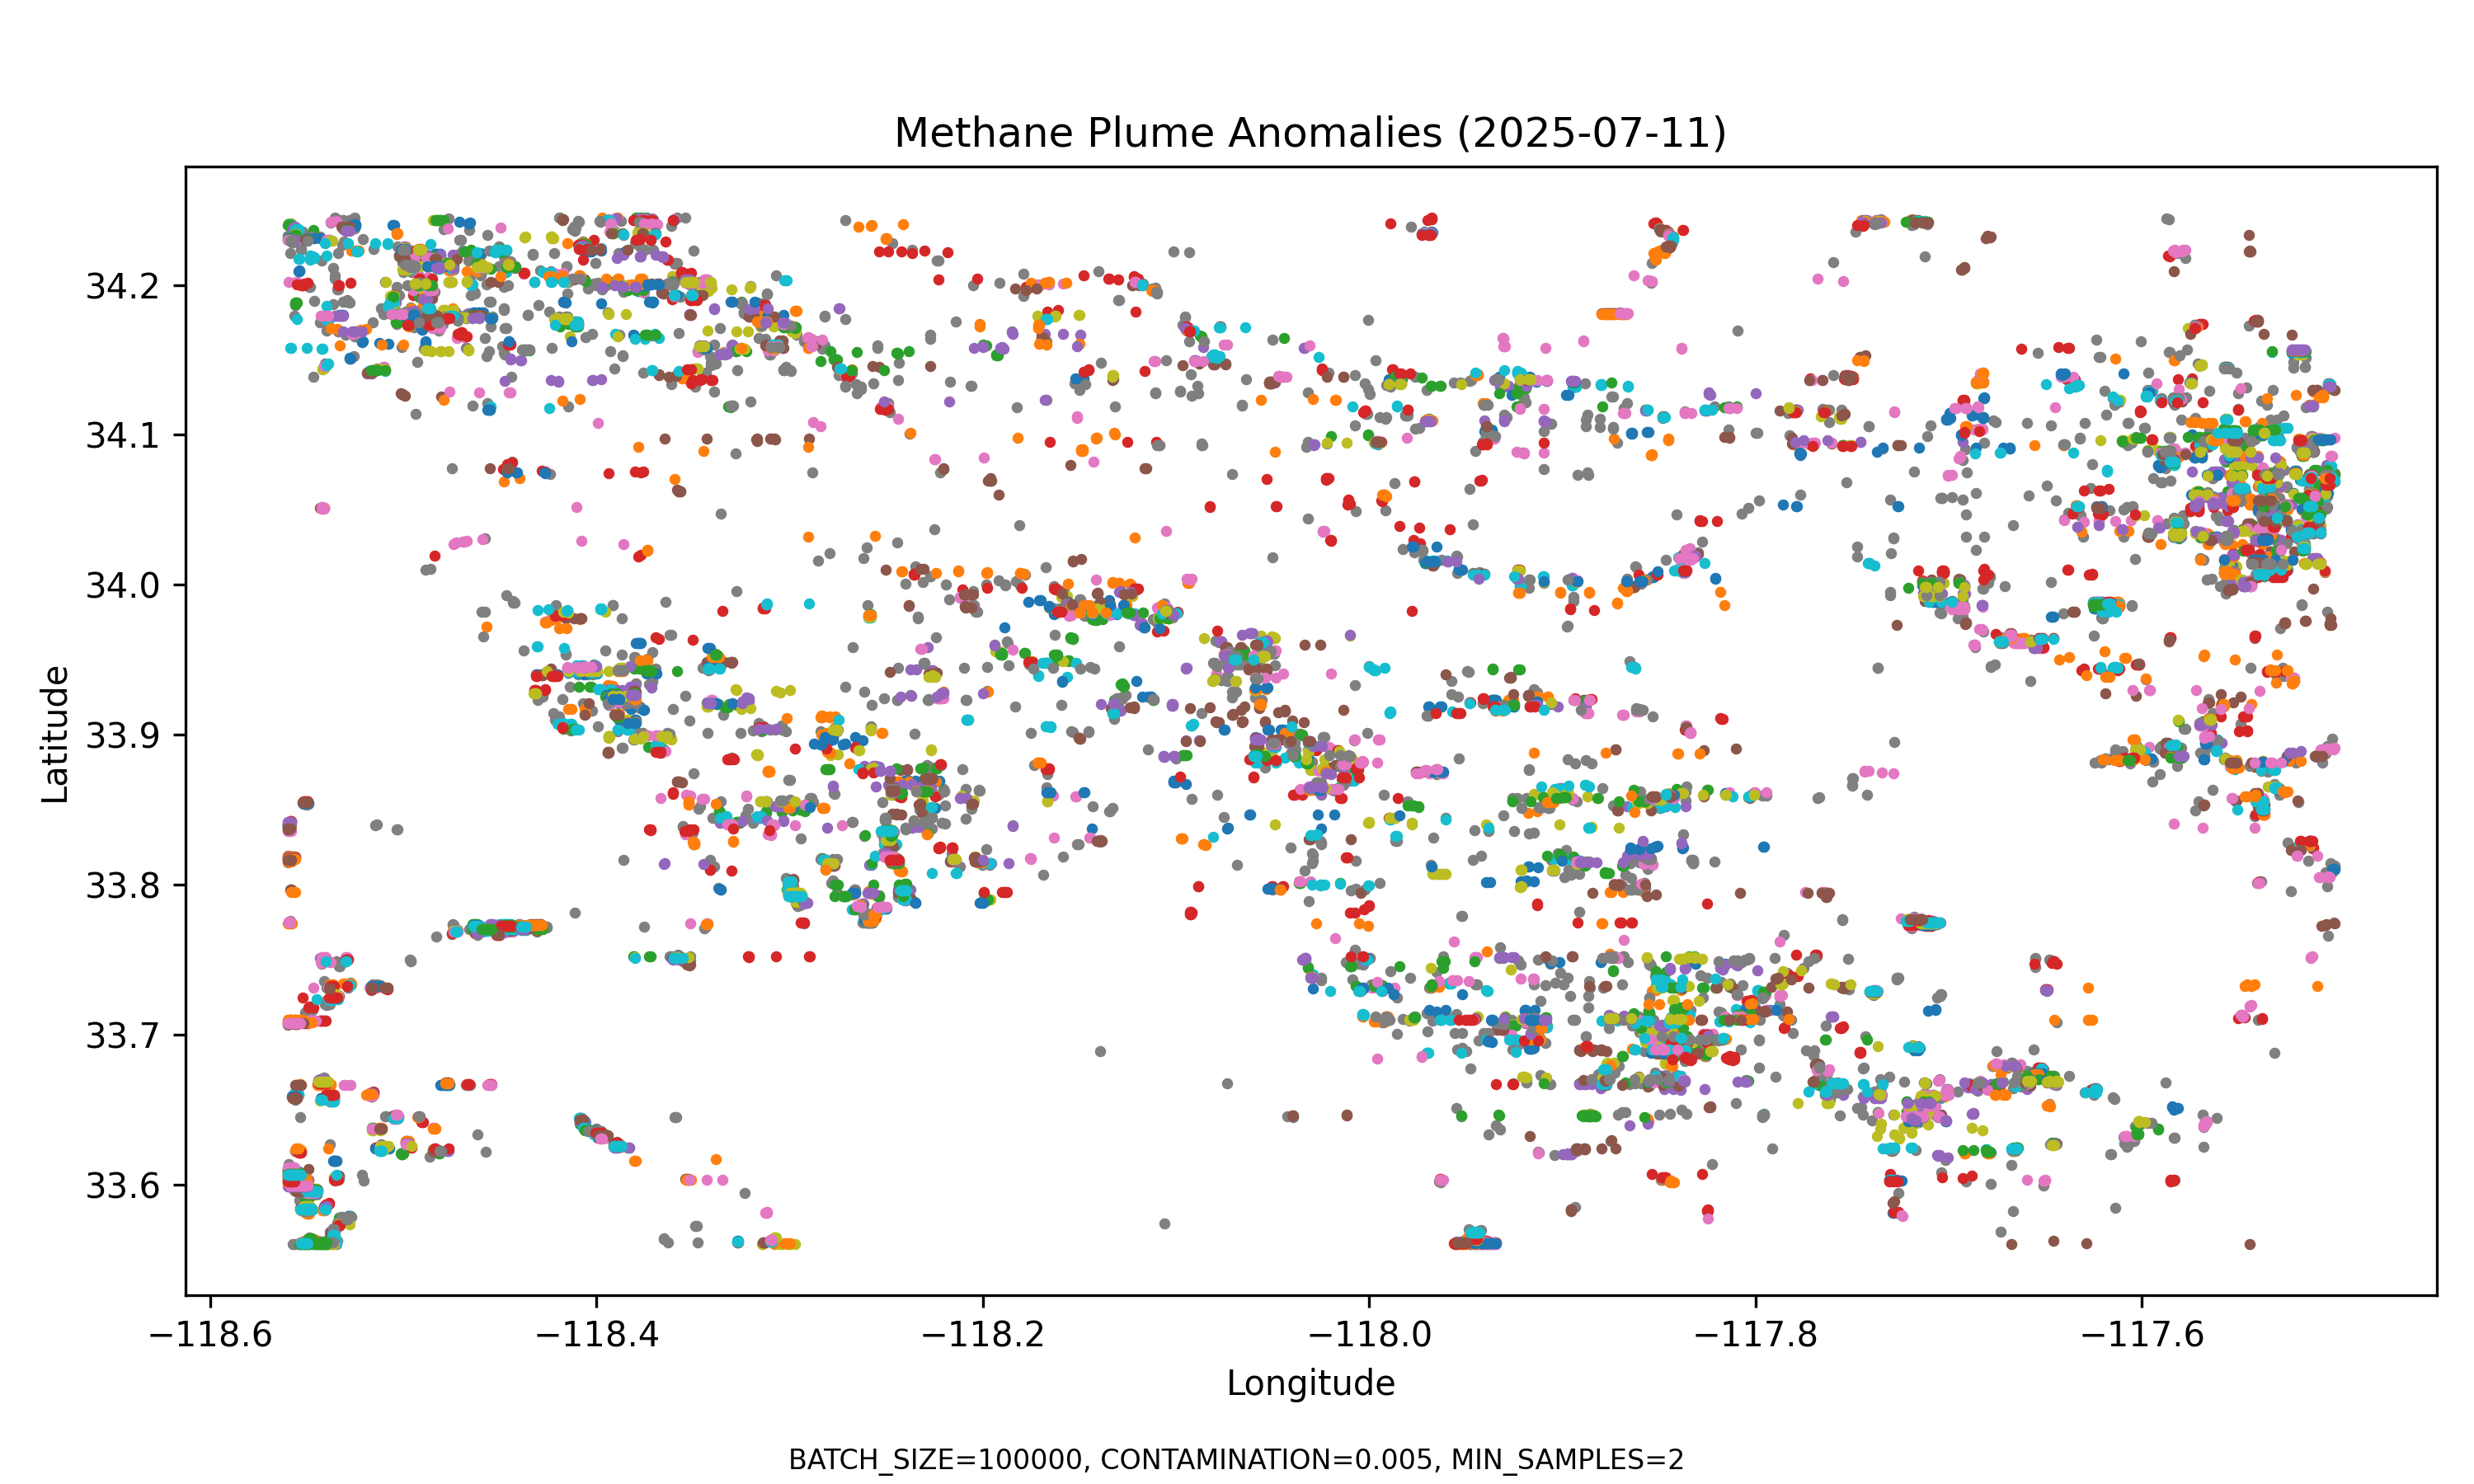 Methane Plume Anomalies (2025-07-11)
Latitude
34.2
34.1
34.0
33.9
33.8
33.7
33.6
−118.6 −118.4 −118.2 −118.0 −117.8 −117.6
Longitude
BATCH_SIZE=100000, CONTAMINATION=0.005, MIN_SAMPLES=2